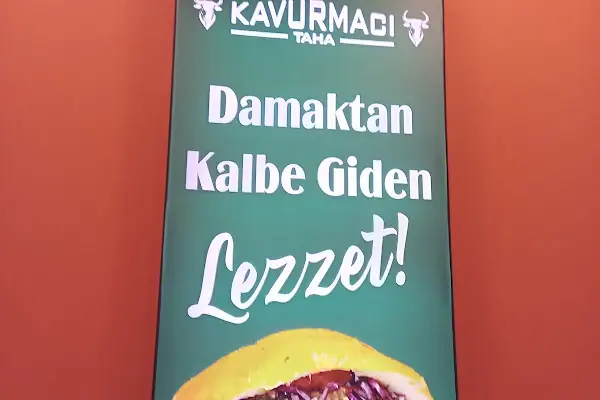 KAVURMACI
TAHA
Damaktan
Kalbe Giden
Lezzet!